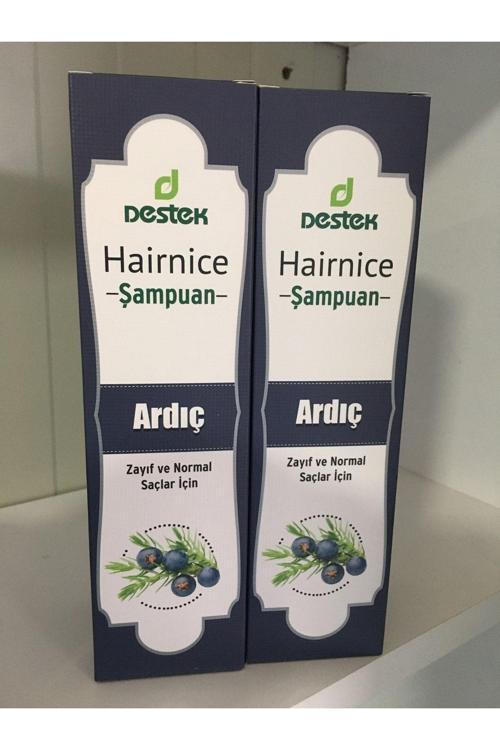 Destek
Hairnice
–Şampuan–
Ardıç
Zayıf ve Normal
Saçlar İçin
Destek
Hairnice
–Şampuan–
Ardıç
Zayıf ve Normal
Saçlar İçin